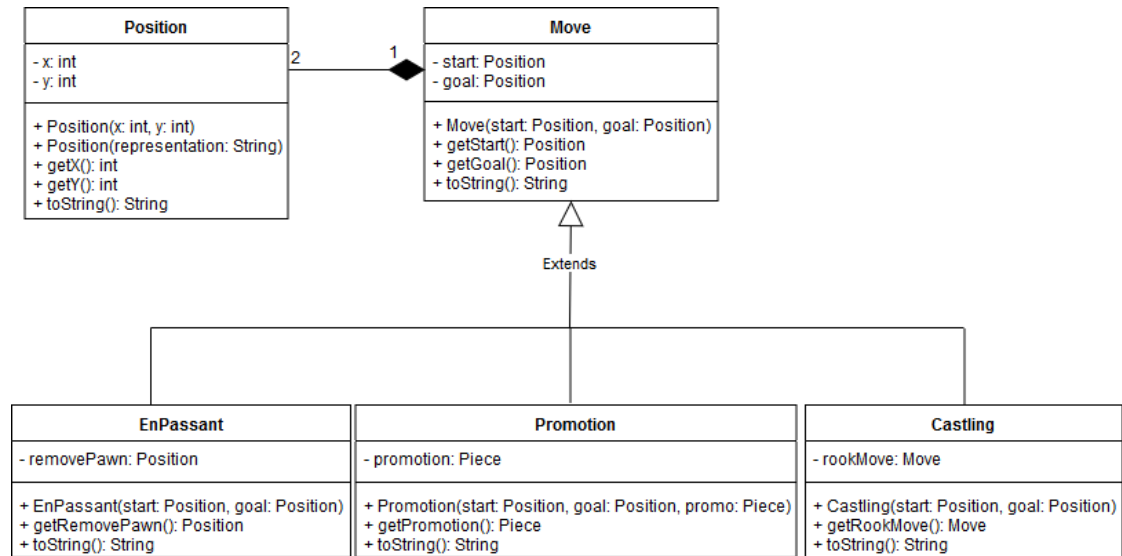 Position
- x: int
- y: int
+ Position(x: int, y: int)
+ Position(representation: String)
+ getX(): int
+ getY(): int
+ toString(): String
2
1
Move
- start: Position
- goal: Position
+ Move(start: Position, goal: Position)
+ getStart(): Position
+ getGoal(): Position
+ toString(): String
Extends
EnPassant
- removePawn: Position
+ EnPassant(start: Position, goal: Position)
+ getRemovePawn(): Position
+ toString(): String
Promotion
- promotion: Piece
+ Promotion(start: Position, goal: Position, promo: Piece)
+ getPromotion(): Piece
+ toString(): String
Castling
- rookMove: Move
+ Castling(start: Position, goal: Position)
+ getRookMove(): Move
+ toString(): String